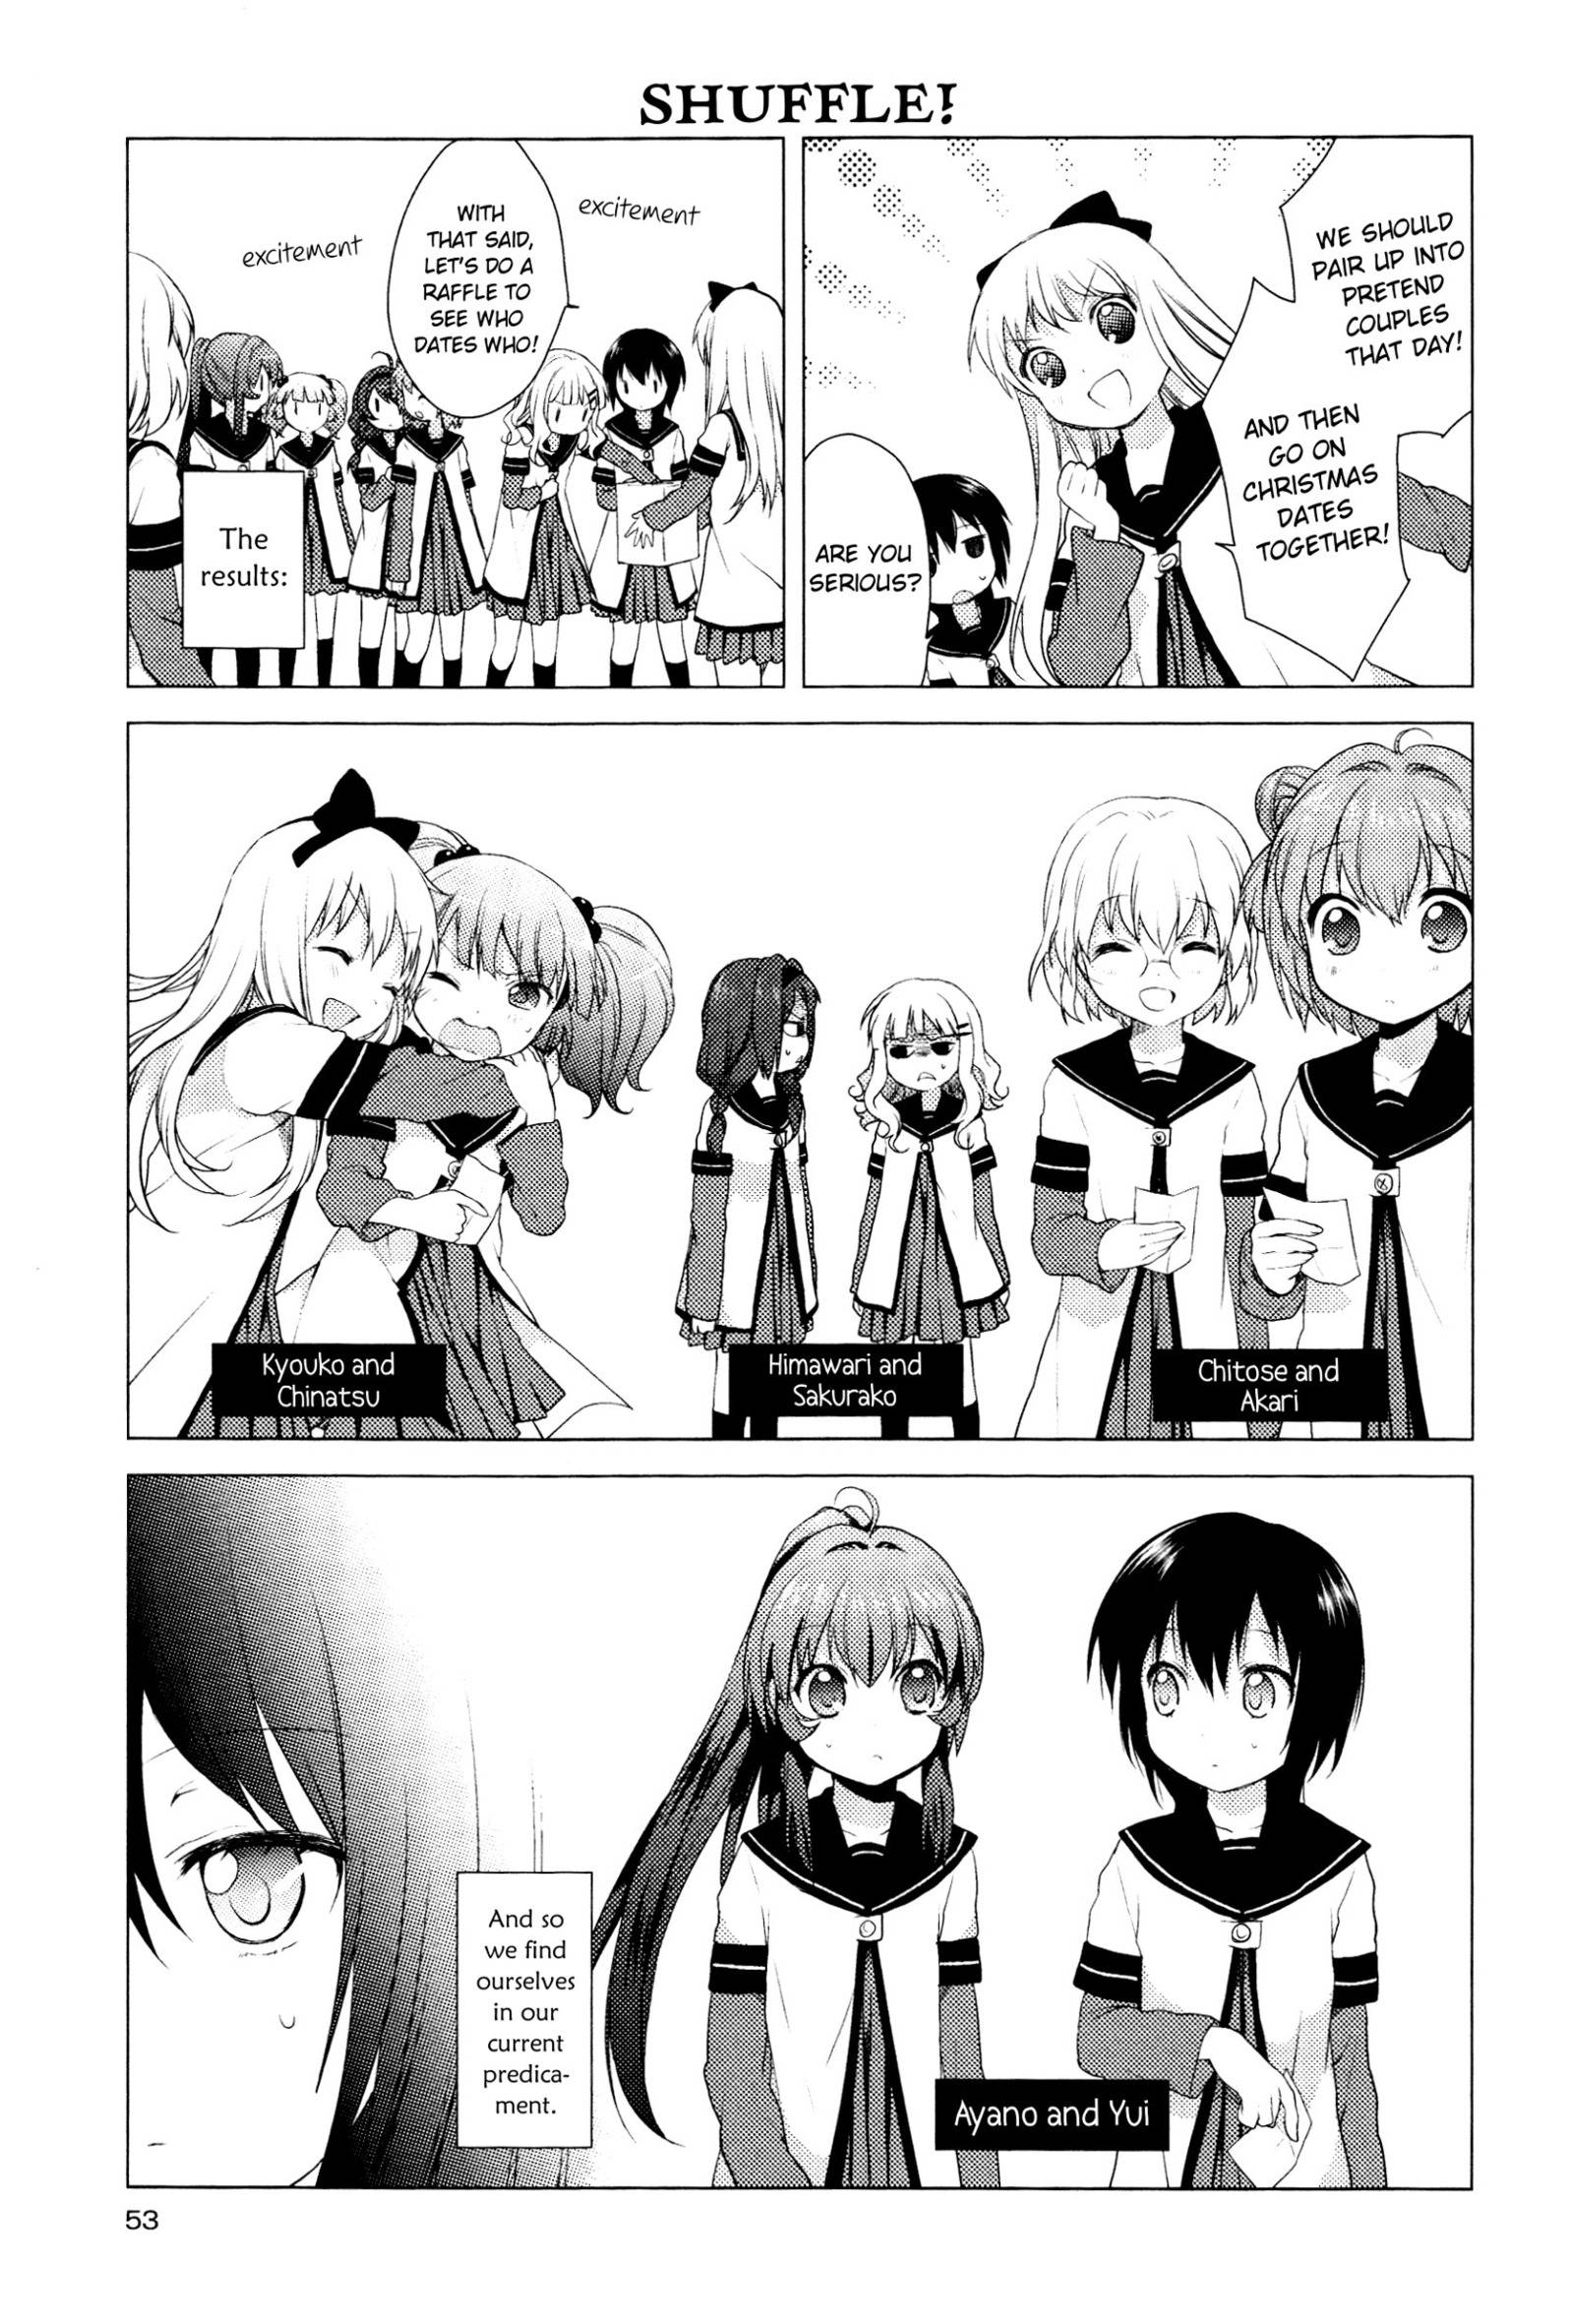 SHUFFLE!
WE SHOULD
PAIR UP INTO
PRETEND
COUPLES
THAT DAY!
AND THEN
GO ON
CHRISTMAS
DATES
TOGETHER!
ARE YOU
SERIOUS?
excitement
WITH
THAT SAID,
LET'S DO A
RAFFLE TO
SEE WHO
DATES WHO!
excitement
The
results:
Kyouko and
Chinatsu
Himawari and
Sakurako
Chitose and
Akari
And so
we find
ourselves
in our
current
predica-
ment.
Ayano and Yui
53